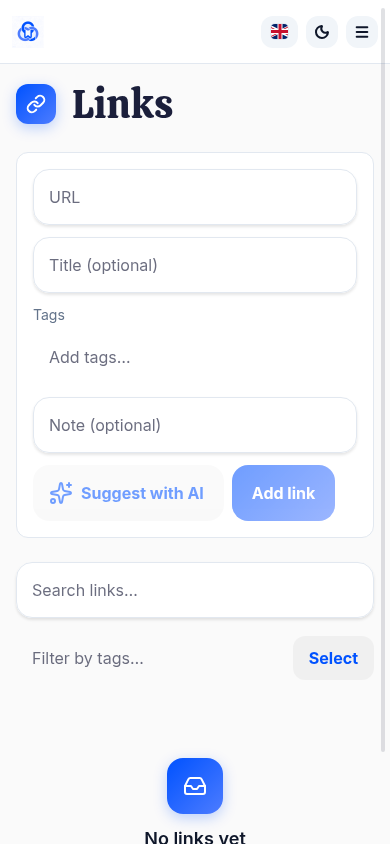 Links
URL
Title (optional)
Tags
Add tags...
Note (optional)
Suggest with AI
Add link
Search links...
Filter by tags...
Select
No links yet